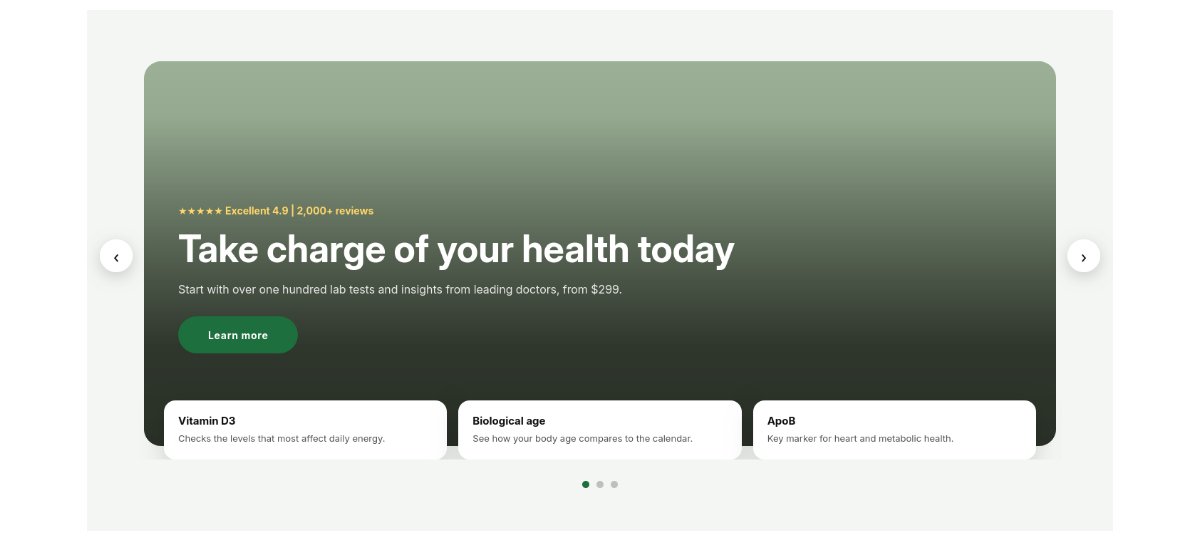 ★★★★★ Excellent 4.9 | 2,000+ reviews
Take charge of your health today
Start with over one hundred lab tests and insights from leading doctors, from $299.
‹
›
Learn more
Vitamin D3
Checks the levels that most affect daily energy.
Biological age
See how your body age compares to the calendar.
ApoB
Key marker for heart and metabolic health.